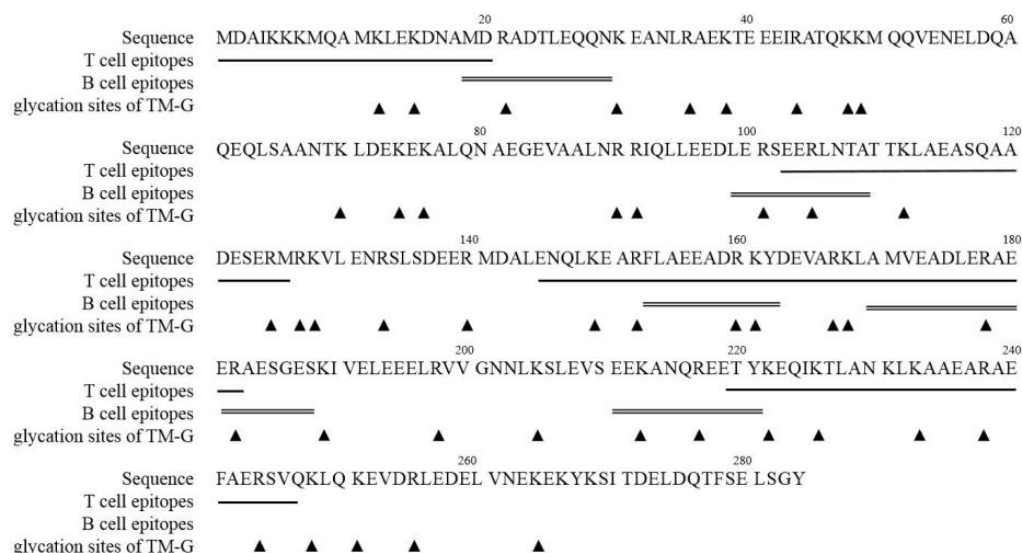 20 40 60
Sequence MDAIKKKMQA MKLEKDNAMD RADTLEQQNK EANLRAEKTE EEIRATQKKM QQVENELDQA
T cell epitopes
B cell epitopes
glycation sites of TM-G
80 100 120
Sequence QEQLSAANTK LDEKEKALQN AEGEVAALNR RIQLLEEDLE RSEERLNTAT TKLAEASQAA
T cell epitopes
B cell epitopes
glycation sites of TM-G
140 160 180
Sequence DESERMRKVL ENRSLSDEER MDALENQLKE ARFLAEEADR KYDEVARKLA MVEADLERAE
T cell epitopes
B cell epitopes
glycation sites of TM-G
200 220 240
Sequence ERAESGESKI VELEEELRVV GNNLKSLEVS EEKANQREET YKEQIKTLAN KLKAAEARAE
T cell epitopes
B cell epitopes
glycation sites of TM-G
260 280
Sequence FAERSVQKLQ KEVDRLEDEL VNEKEKYKSI TDELDQTFSE LSGY
T cell epitopes
B cell epitopes
glycation sites of TM-G